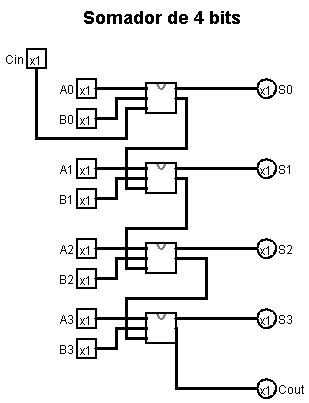 Somador de 4 bits
Cin x1
A0 x1 x1 S0
B0 x1
A1 x1 x1 S1
B1 x1
A2 x1 x1 S2
B2 x1
A3 x1 x1 S3
B3 x1
x1 Cout